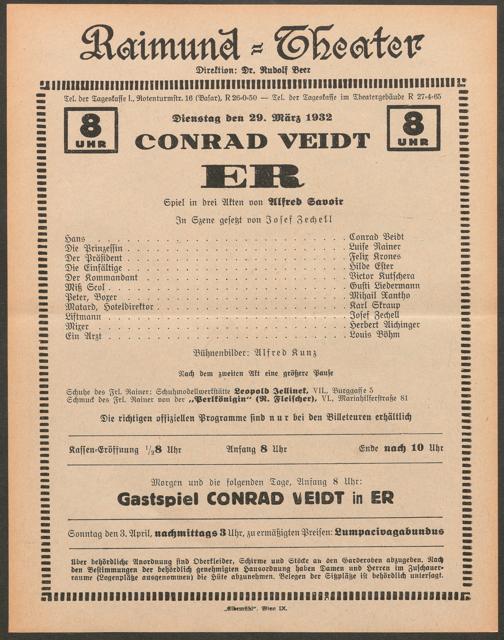 Raimund-Theater
Direktion: Dr. Rudolf Beer
Tel. der Tageskasse I., Rotenturmstr. 16 (Basar), R 26-0-50 — Tel. der Tageskasse im Theatergebäude R 27-4-65
8 UHR
Dienstag den 29. März 1932
8 UHR
CONRAD VEIDT
ER
Spiel in drei Akten von Alfred Savoir
In Szene gesetzt von Josef Zechell
Hans . . . Conrad Veidt
Die Prinzessin . . . Luise Rainer
Der Präsident . . . Felix Krones
Die Einfältige . . . Hilde Ester
Der Kommandant . . . Victor Kutschera
Miß Scol . . . Gusti Liedermann
Peter, Boxer . . . Mihail Xantho
Matard, Hoteldirektor . . . Karl Skraup
Liftmann . . . Josef Zechell
Mixer . . . Herbert Aichinger
Ein Arzt . . . Louis Böhm
Bühnenbilder: Alfred Kunz
Nach dem zweiten Akt eine größere Pause
Schuhe des Frl. Rainer: Schuhmodellwerkstätte Leopold Jellinek, VII., Burggasse 5
Schmuck des Frl. Rainer von der „Perlkönigin" (R. Fleischer), VI., Mariahilferstraße 81
Die richtigen offiziellen Programme sind nur bei den Billeteuren erhältlich
Kassen-Eröffnung ½8 Uhr Anfang 8 Uhr Ende nach 10 Uhr
Morgen und die folgenden Tage, Anfang 8 Uhr:
Gastspiel CONRAD VEIDT in ER
Sonntag den 3. April, nachmittags 3 Uhr, zu ermäßigten Preisen: Lumpacivagabundus
Über behördliche Anordnung sind Oberkleider, Schirme und Stöcke an den Garderoben abzugeben. Nach
den Bestimmungen der behördlich genehmigten Hausordnung haben Damen und Herren im Zuschauer-
raume (Logenplätze ausgenommen) die Hüte abzunehmen. Belegen der Sitzplätze ist behördlich untersagt.
„Elbemühl", Wien IX.